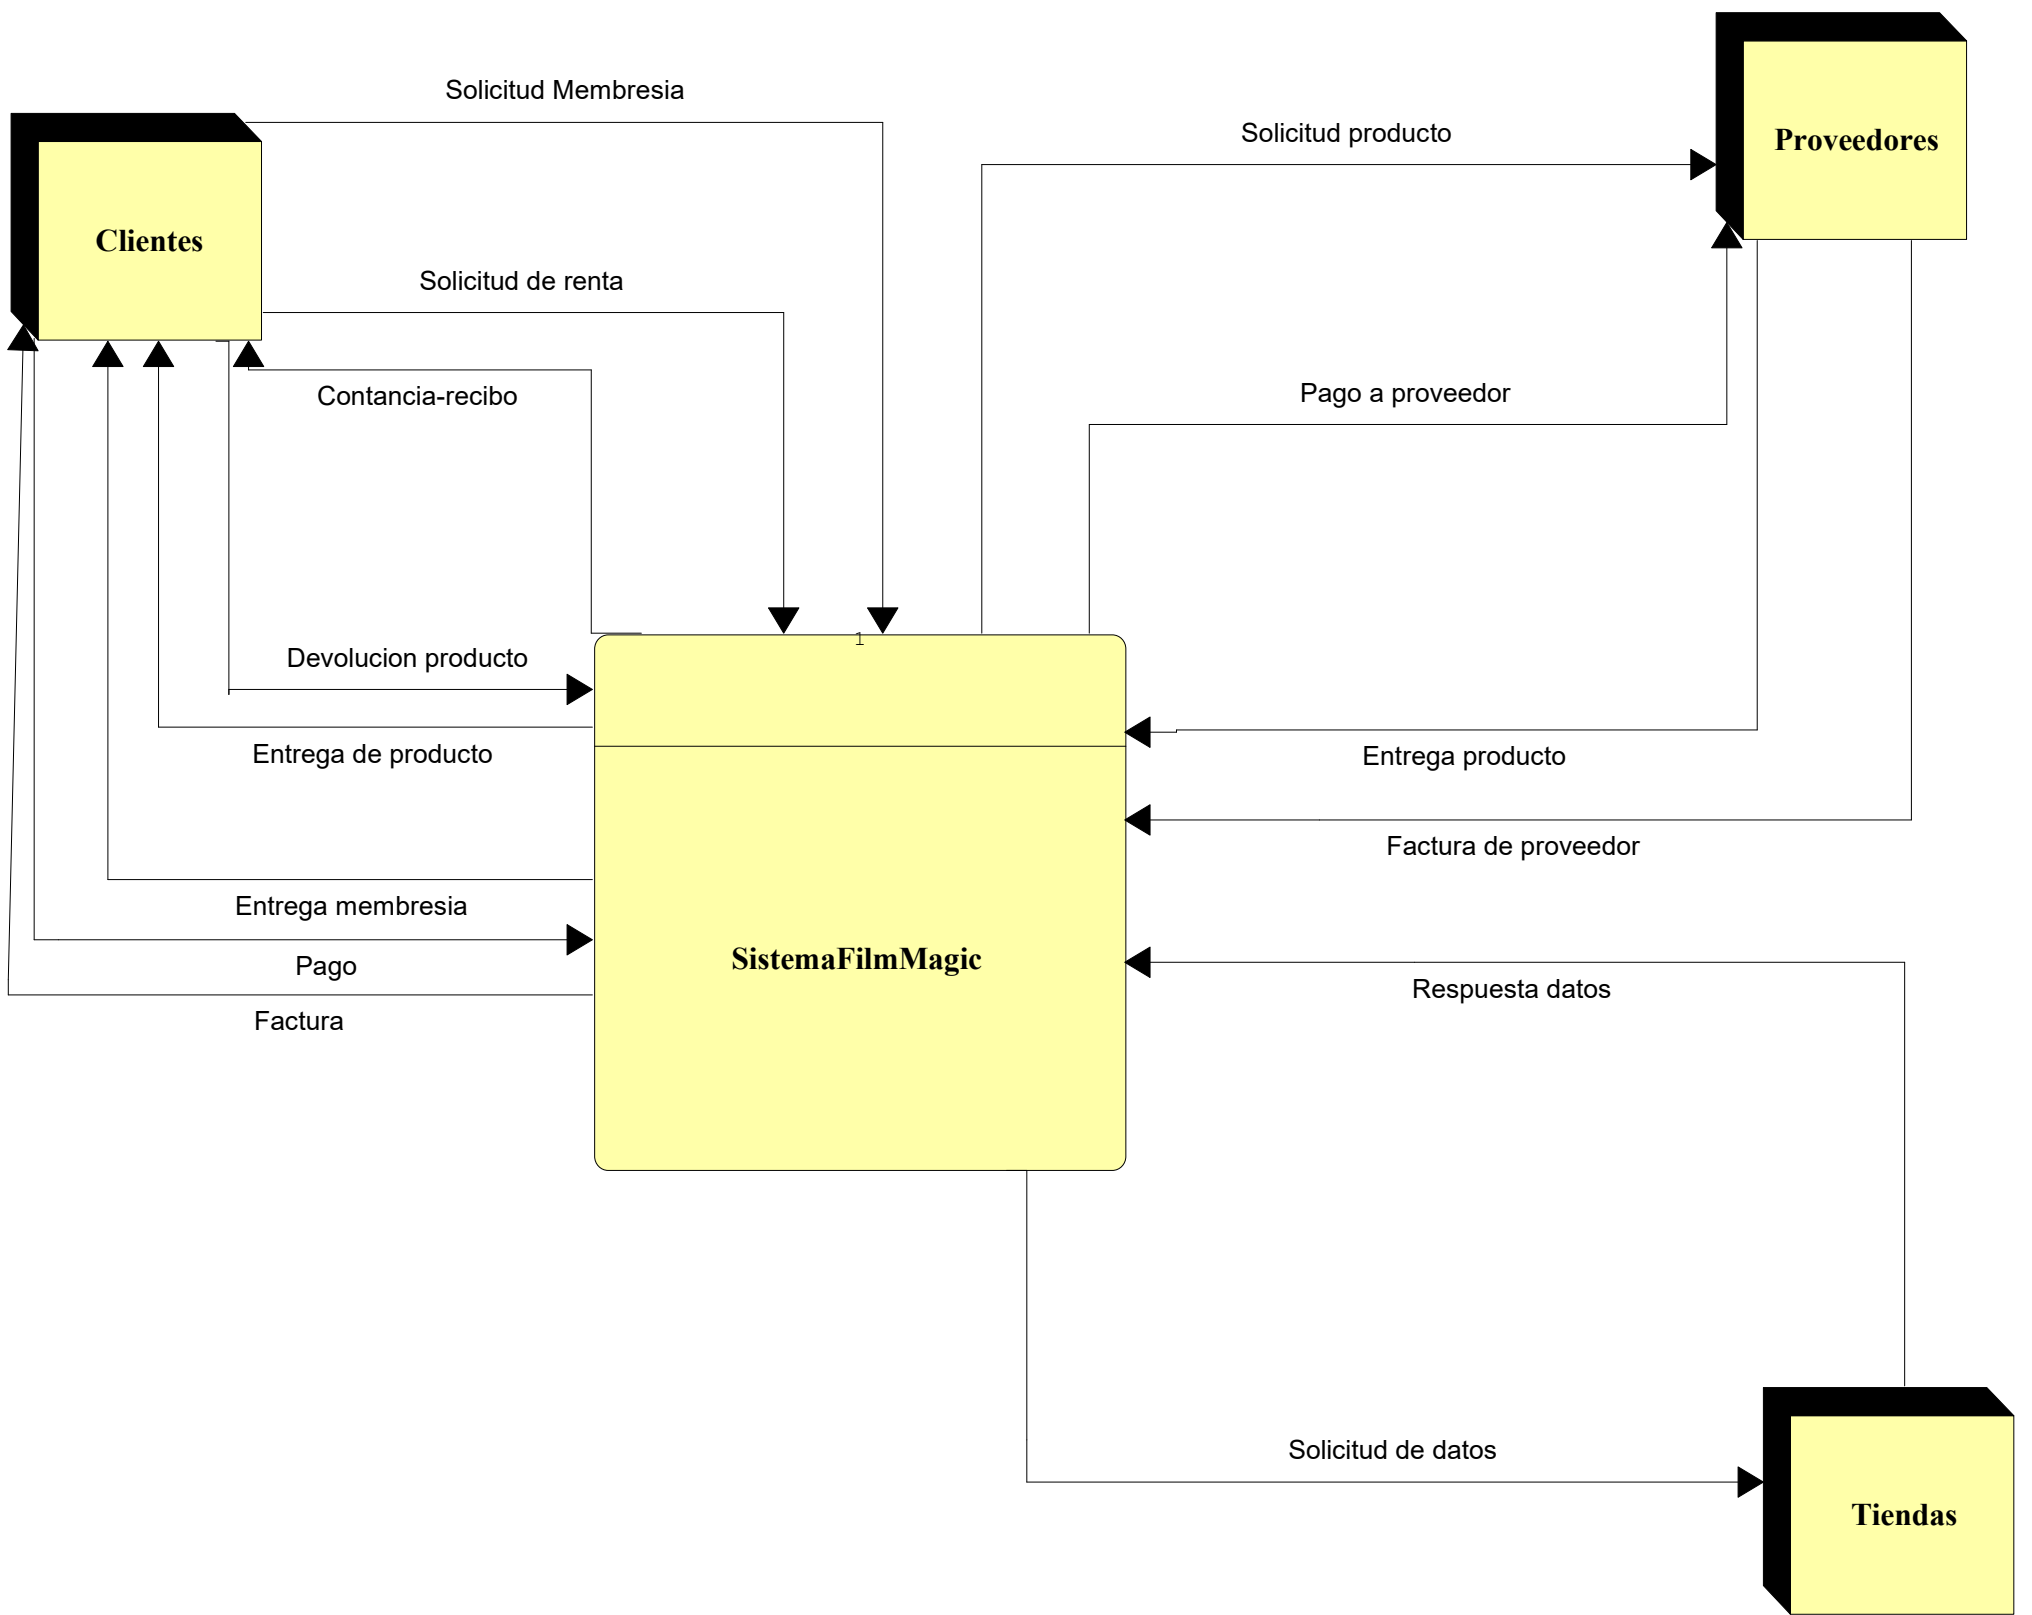 Solicitud Membresia
Solicitud producto
Proveedores
Clientes
Solicitud de renta
Contancia-recibo
Pago a proveedor
1
Devolucion producto
Entrega de producto
Entrega producto
Factura de proveedor
Entrega membresia
SistemaFilmMagic
Pago
Respuesta datos
Factura
Solicitud de datos
Tiendas